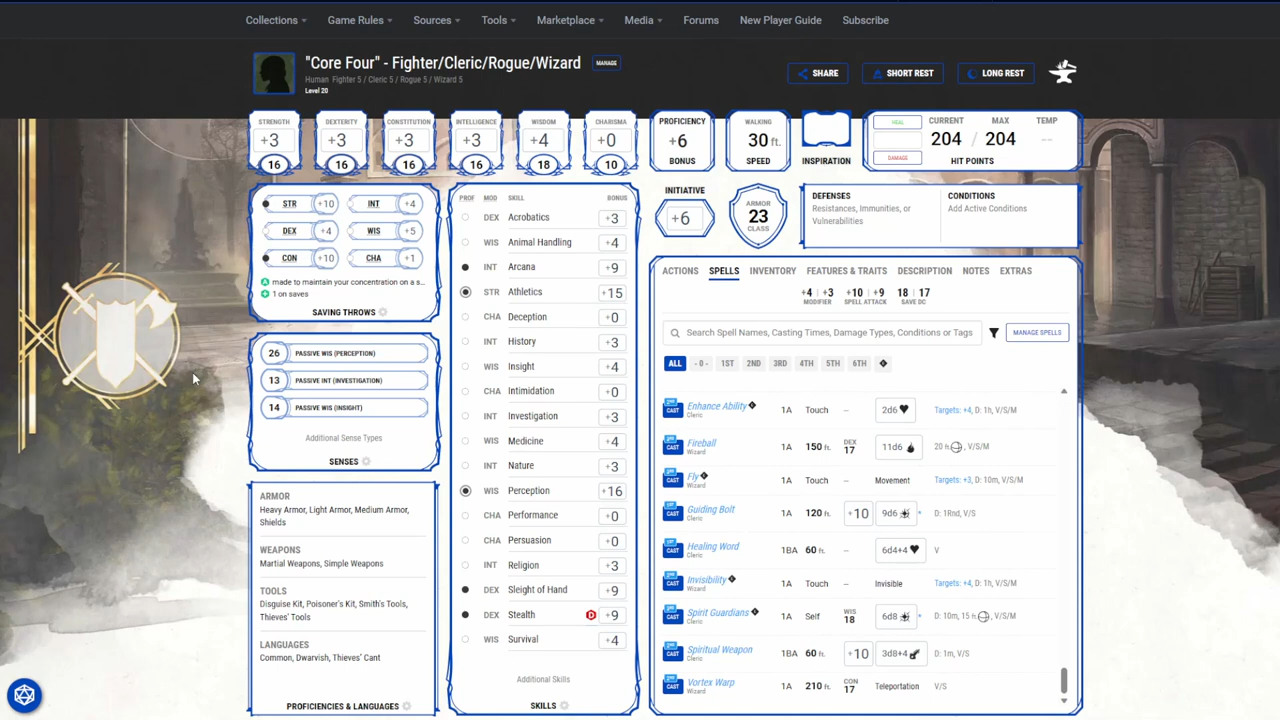 Collections Game Rules Sources Tools Marketplace Media Forums New Player Guide Subscribe
"Core Four" - Fighter/Cleric/Rogue/Wizard MANAGE
Human Fighter 5 / Cleric 5 / Rogue 5 / Wizard 5
Level 20
SHARE SHORT REST LONG REST
STRENGTH +3 16
DEXTERITY +3 16
CONSTITUTION +3 16
INTELLIGENCE +3 16
WISDOM +4 18
CHARISMA +0 10
PROFICIENCY +6 BONUS
WALKING 30 ft. SPEED
INSPIRATION
HEAL
DAMAGE
CURRENT MAX TEMP
204 / 204 --
HIT POINTS
STR +10 INT +4
DEX +4 WIS +5
CON +10 CHA +1
made to maintain your concentration on a s...
1 on saves
SAVING THROWS
26 PASSIVE WIS (PERCEPTION)
13 PASSIVE INT (INVESTIGATION)
14 PASSIVE WIS (INSIGHT)
Additional Sense Types
SENSES
ARMOR
Heavy Armor, Light Armor, Medium Armor,
Shields
WEAPONS
Martial Weapons, Simple Weapons
TOOLS
Disguise Kit, Poisoner's Kit, Smith's Tools,
Thieves' Tools
LANGUAGES
Common, Dwarvish, Thieves' Cant
PROFICIENCIES & LANGUAGES
PROF MOD SKILL BONUS
DEX Acrobatics +3
WIS Animal Handling +4
INT Arcana +9
STR Athletics +15
CHA Deception +0
INT History +3
WIS Insight +4
CHA Intimidation +0
INT Investigation +3
WIS Medicine +4
INT Nature +3
WIS Perception +16
CHA Performance +0
CHA Persuasion +0
INT Religion +3
DEX Sleight of Hand +9
DEX Stealth D +9
WIS Survival +4
Additional Skills
SKILLS
INITIATIVE
+6
ARMOR
23
CLASS
DEFENSES
Resistances, Immunities, or
Vulnerabilities
CONDITIONS
Add Active Conditions
ACTIONS SPELLS INVENTORY FEATURES & TRAITS DESCRIPTION NOTES EXTRAS
+4 | +3 +10 | +9 18 | 17
MODIFIER SPELL ATTACK SAVE DC
Search Spell Names, Casting Times, Damage Types, Conditions or Tags MANAGE SPELLS
ALL - 0 - 1ST 2ND 3RD 4TH 5TH 6TH
CAST Enhance Ability 1A Touch -- 2d6 Targets: +4, D: 1h, V/S/M
Cleric
CAST Fireball 1A 150 ft. DEX 17 11d6 20 ft. , V/S/M
Wizard
CAST Fly 1A Touch -- Movement Targets: +3, D: 10m, V/S/M
Wizard
CAST Guiding Bolt 1A 120 ft. +10 9d6 * D: 1Rnd, V/S
Cleric
CAST Healing Word 1BA 60 ft. -- 6d4+4 V
Cleric
CAST Invisibility 1A Touch -- Invisible Targets: +4, D: 1h, V/S/M
Wizard
CAST Spirit Guardians 1A Self WIS 18 6d8 * D: 10m, 15 ft. , V/S/M
Cleric
CAST Spiritual Weapon 1BA 60 ft. +10 3d8+4 D: 1m, V/S
Cleric
CAST Vortex Warp 1A 210 ft. CON 17 Teleportation V/S
Wizard